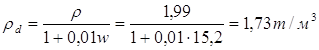 ρ_d = ρ / (1 + 0,01w) = 1,99 / (1 + 0,01·15,2) = 1,73 m / м³